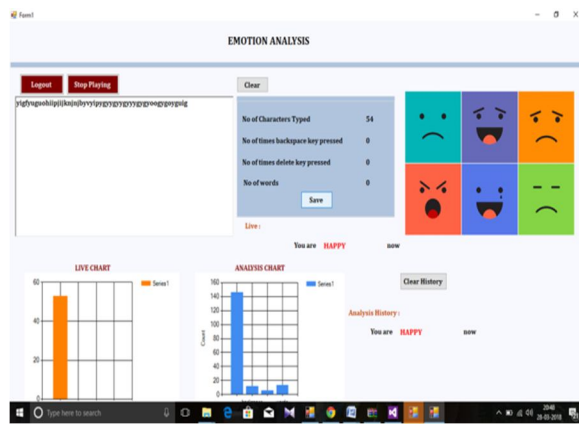 Form1
EMOTION ANALYSIS
Logout
Stop Playing
Clear
yigfyuguohiipjijknjnjbyvyipygyygyygyyygygyoogygoyguig
No of Characters Typed 54
No of times backspace key pressed 0
No of times delete key pressed 0
No of words 0
Save
Live :
You are HAPPY now
LIVE CHART
60
40
20
0
Series1
ANALYSIS CHART
160
140
120
100
80
60
40
20
0
Count
Series1
Clear History
Analysis History :
You are HAPPY now
Type here to search
20:48
28-03-2018